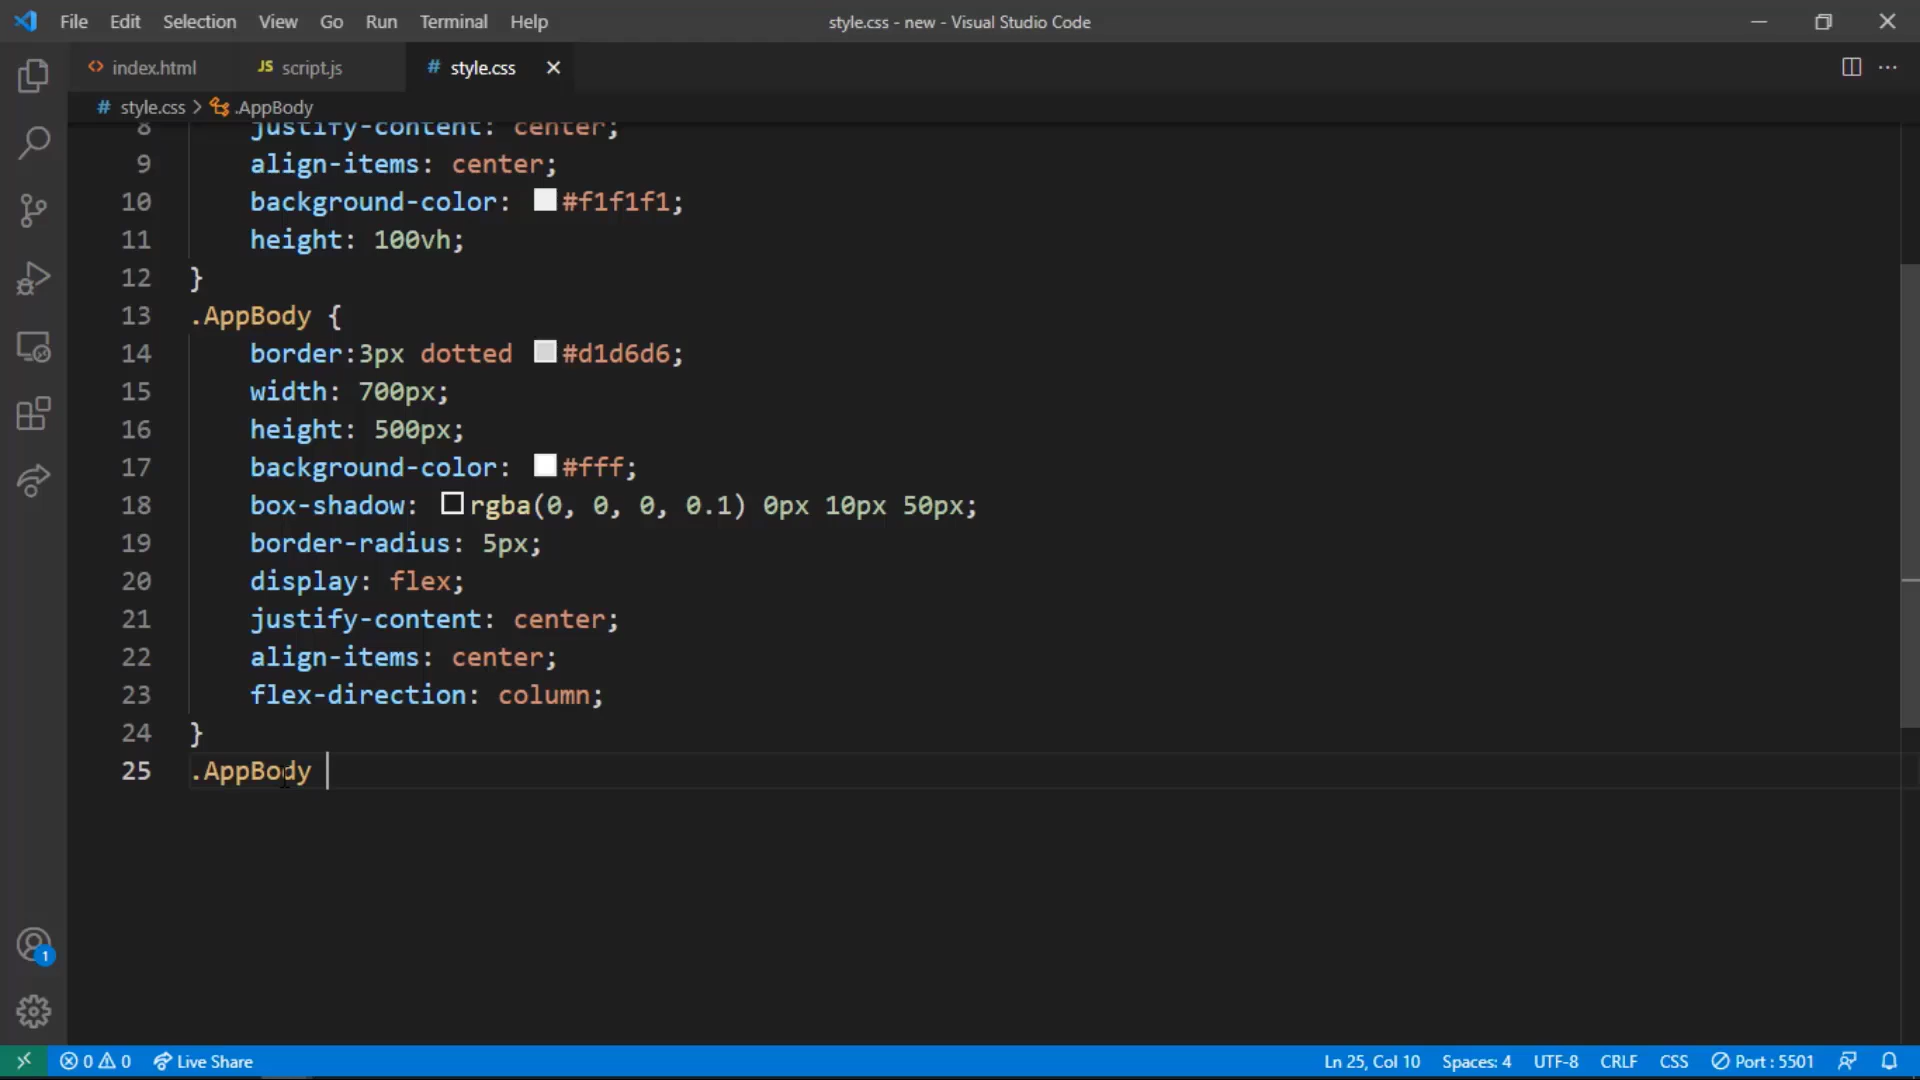 File Edit Selection View Go Run Terminal Help style.css - new - Visual Studio Code
index.html JS script.js # style.css
# style.css > .AppBody
8 justify-content: center;
9 align-items: center;
10 background-color: #f1f1f1;
11 height: 100vh;
12 }
13 .AppBody {
14 border:3px dotted #d1d6d6;
15 width: 700px;
16 height: 500px;
17 background-color: #fff;
18 box-shadow: rgba(0, 0, 0, 0.1) 0px 10px 50px;
19 border-radius: 5px;
20 display: flex;
21 justify-content: center;
22 align-items: center;
23 flex-direction: column;
24 }
25 .AppBody
1
0 0 Live Share Ln 25, Col 10 Spaces: 4 UTF-8 CRLF CSS Port : 5501